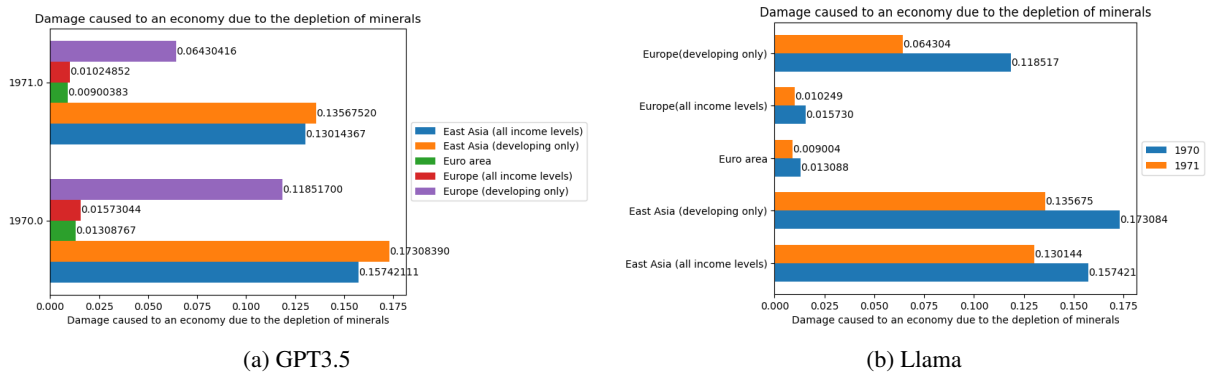 Damage caused to an economy due to the depletion of minerals
1971.0
1970.0
0.06430416
0.01024852
0.00900383
0.13567520
0.13014367
0.11851700
0.01573044
0.01308767
0.17308390
0.15742111
0.000 0.025 0.050 0.075 0.100 0.125 0.150 0.175
Damage caused to an economy due to the depletion of minerals
East Asia (all income levels)
East Asia (developing only)
Euro area
Europe (all income levels)
Europe (developing only)
(a) GPT3.5
Damage caused to an economy due to the depletion of minerals
Europe(developing only)
Europe(all income levels)
Euro area
East Asia (developing only)
East Asia (all income levels)
0.064304
0.118517
0.010249
0.015730
0.009004
0.013088
0.135675
0.173084
0.130144
0.157421
0.000 0.025 0.050 0.075 0.100 0.125 0.150 0.175
Damage caused to an economy due to the depletion of minerals
1970
1971
(b) Llama